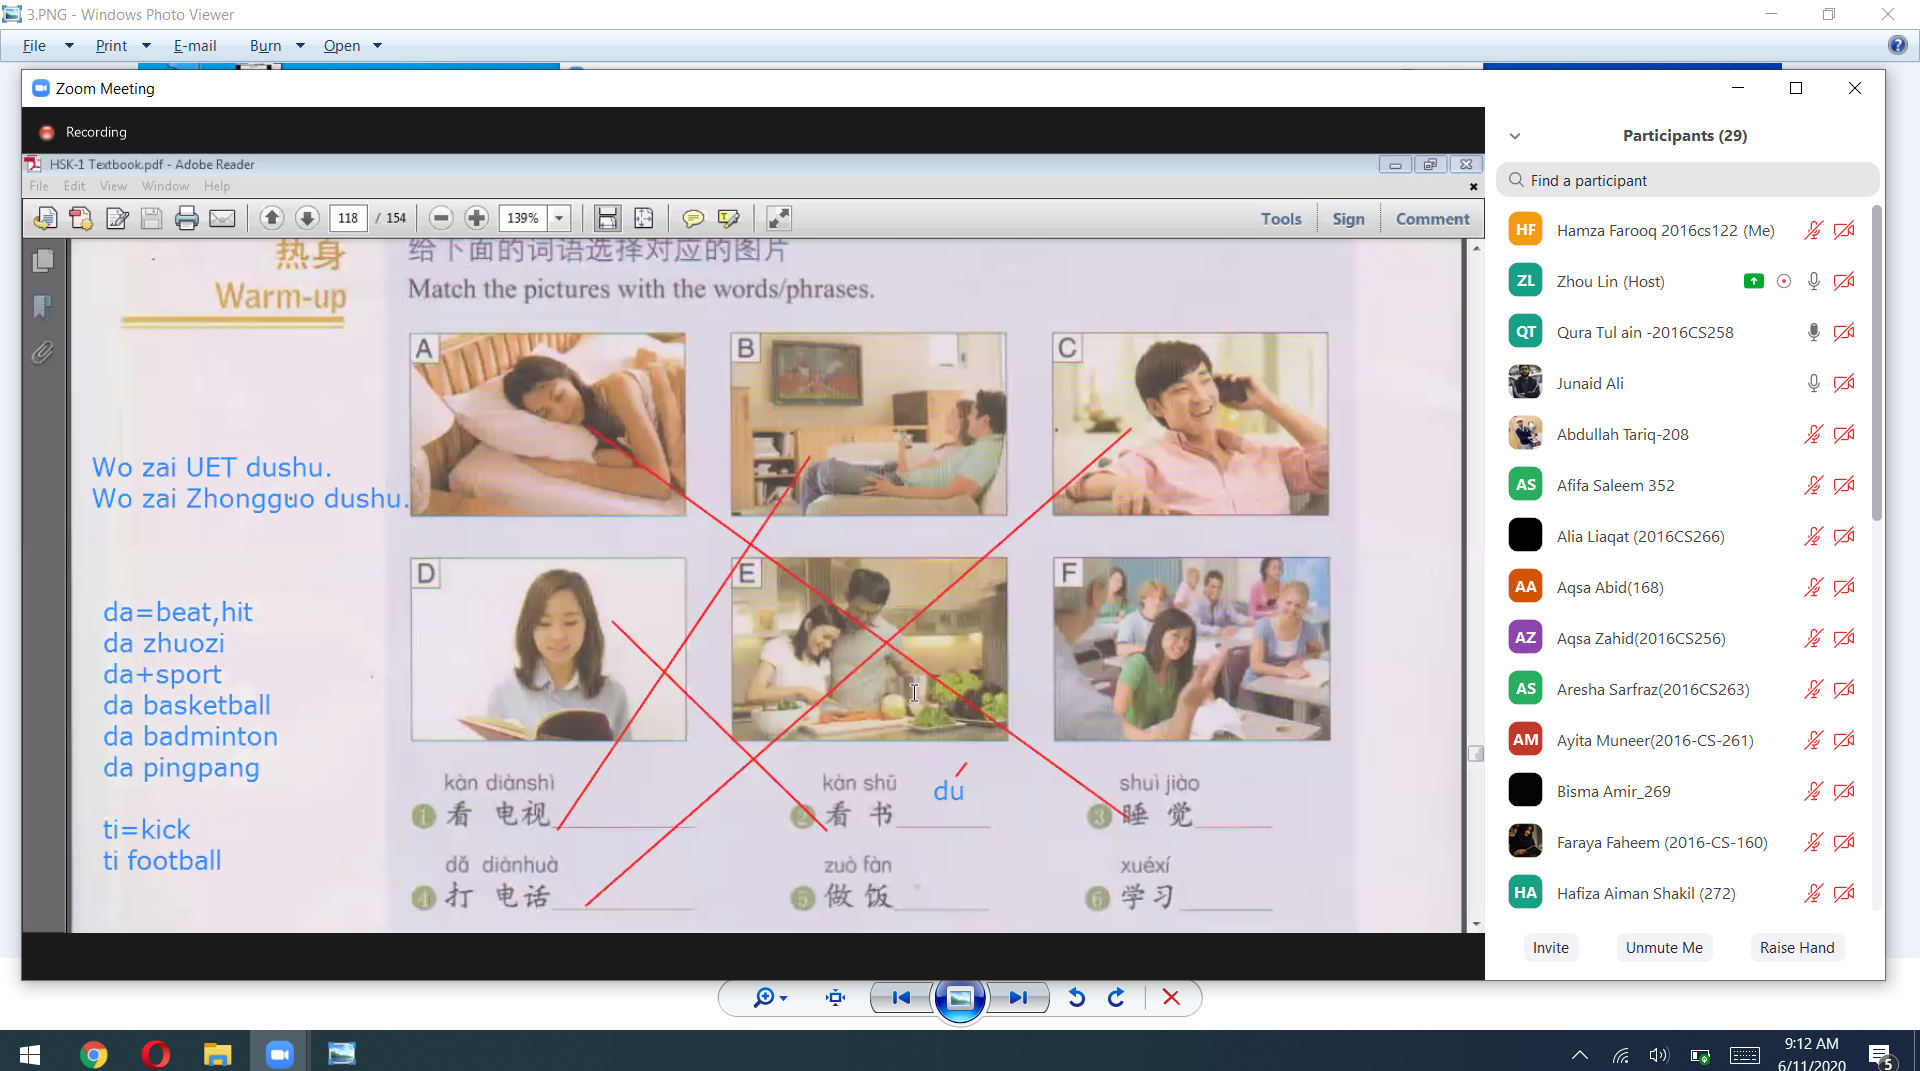 3.PNG - Windows Photo Viewer
File Print E-mail Burn Open
Zoom Meeting
Recording
HSK-1 Textbook.pdf - Adobe Reader
File Edit View Window Help
118 / 154 139% Tools Sign Comment
热身
Warm-up
给下面的词语选择对应的图片
Match the pictures with the words/phrases.
A B C
Wo zai UET dushu.
Wo zai Zhongguo dushu.
D E F
da=beat,hit
da zhuozi
da+sport
da basketball
da badminton
da pingpang
ti=kick
ti football
kàn diànshì kàn shū du shuì jiào
1 看 电视 2 看 书 3 睡 觉
dǎ diànhuà zuò fàn xuéxí
4 打 电话 5 做 饭 6 学习
Participants (29)
Find a participant
HF Hamza Farooq 2016cs122 (Me)
ZL Zhou Lin (Host)
QT Qura Tul ain -2016CS258
Junaid Ali
Abdullah Tariq-208
AS Afifa Saleem 352
Alia Liaqat (2016CS266)
AA Aqsa Abid(168)
AZ Aqsa Zahid(2016CS256)
AS Aresha Sarfraz(2016CS263)
AM Ayita Muneer(2016-CS-261)
Bisma Amir_269
Faraya Faheem (2016-CS-160)
HA Hafiza Aiman Shakil (272)
Invite Unmute Me Raise Hand
9:12 AM
6/11/2020
5